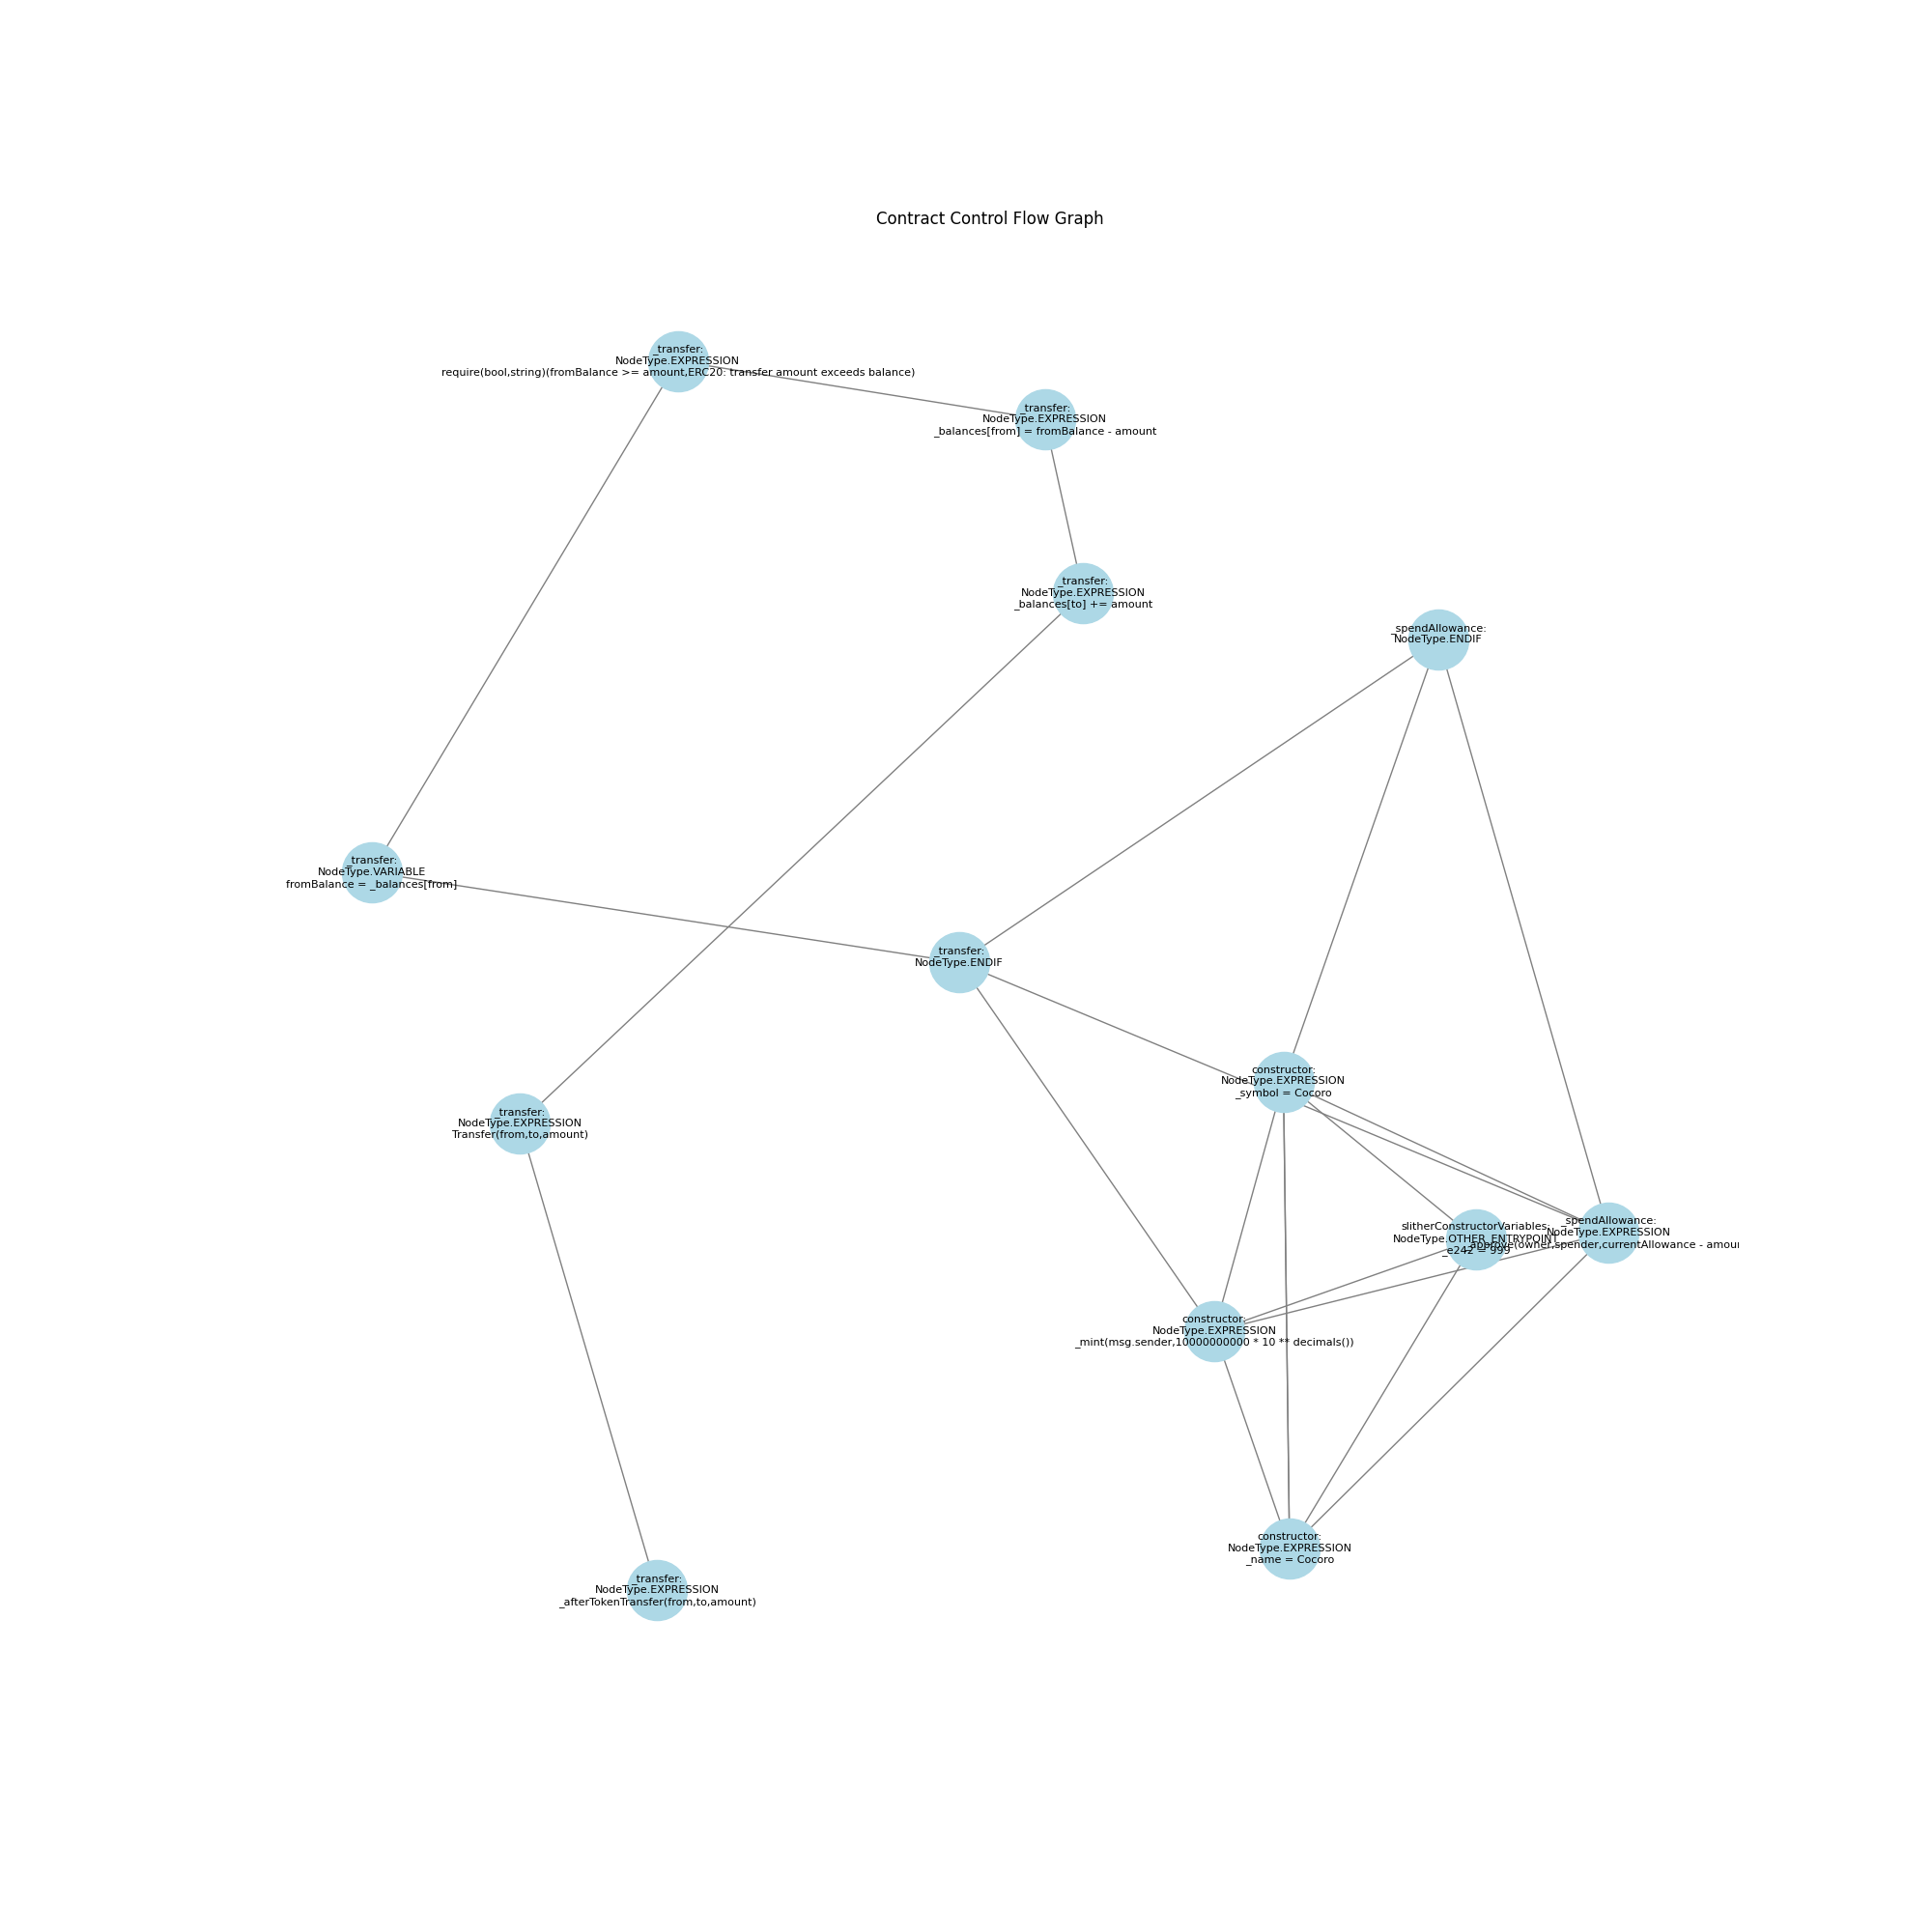 Contract Control Flow Graph
_transfer:
NodeType.EXPRESSION
require(bool,string)(fromBalance >= amount,ERC20: transfer amount exceeds balance)
_transfer:
NodeType.EXPRESSION
_balances[from] = fromBalance - amount
_transfer:
NodeType.EXPRESSION
_balances[to] += amount
_spendAllowance:
NodeType.ENDIF
_transfer:
NodeType.VARIABLE
fromBalance = _balances[from]
_transfer:
NodeType.ENDIF
constructor:
NodeType.EXPRESSION
_symbol = Cocoro
_transfer:
NodeType.EXPRESSION
Transfer(from,to,amount)
slitherConstructorVariables:
NodeType.OTHER_ENTRYPOINT
_e242 = 999
_spendAllowance:
NodeType.EXPRESSION
_approve(owner,spender,currentAllowance -
constructor:
NodeType.EXPRESSION
_mint(msg.sender,10000000000 * 10 ** decimals())
constructor:
NodeType.EXPRESSION
_name = Cocoro
_transfer:
NodeType.EXPRESSION
_afterTokenTransfer(from,to,amount)